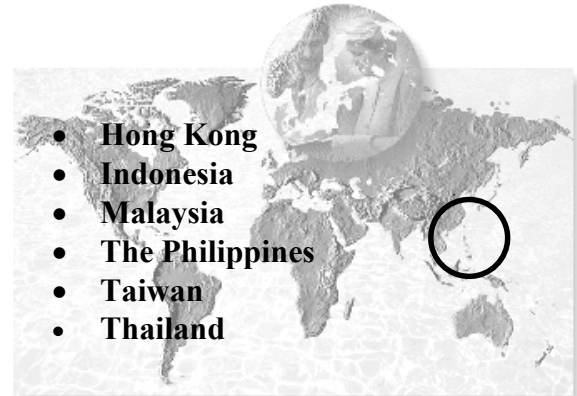 • Hong Kong
• Indonesia
• Malaysia
• The Philippines
• Taiwan
• Thailand